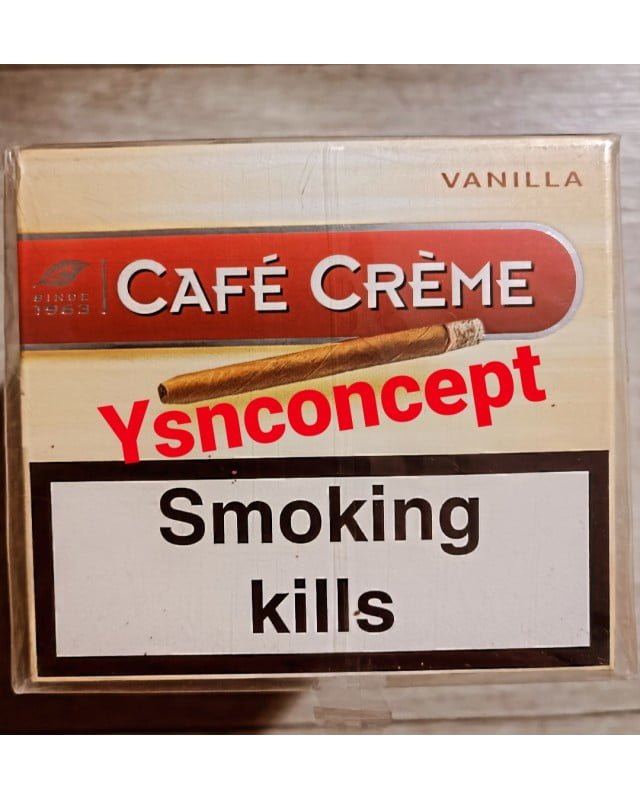 VANILLA
SINCE
1963
CAFÉ CRÈME
Ysnconcept
Smoking
kills